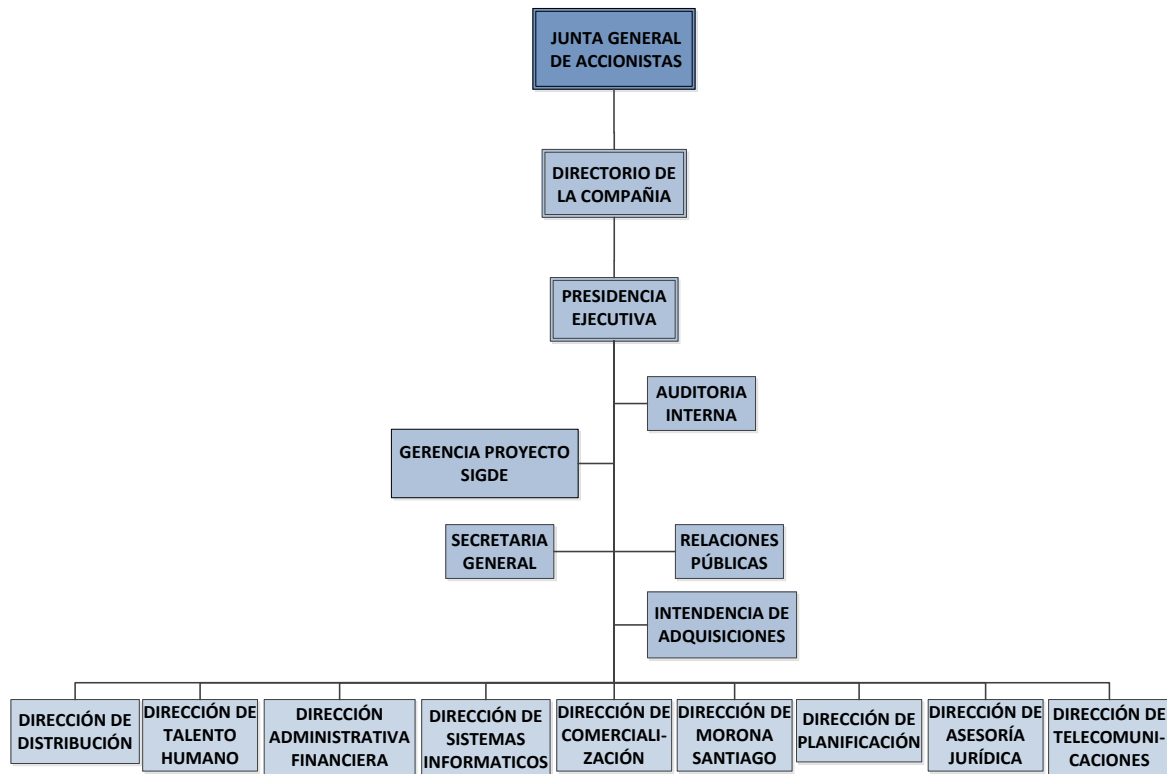 JUNTA GENERAL
DE ACCIONISTAS
DIRECTORIO DE
LA COMPAÑIA
PRESIDENCIA
EJECUTIVA
AUDITORIA
INTERNA
GERENCIA PROYECTO
SIGDE
SECRETARIA
GENERAL
RELACIONES
PÚBLICAS
INTENDENCIA DE
ADQUISICIONES
DIRECCIÓN DE
DISTRIBUCIÓN
DIRECCIÓN DE
TALENTO
HUMANO
DIRECCIÓN
ADMINISTRATIVA
FINANCIERA
DIRECCIÓN DE
SISTEMAS
INFORMATICOS
DIRECCIÓN DE
COMERCIALI-
ZACIÓN
DIRECCIÓN DE
MORONA
SANTIAGO
DIRECCIÓN DE
PLANIFICACIÓN
DIRECCIÓN DE
ASESORÍA
JURÍDICA
DIRECCIÓN DE
TELECOMUNI-
CACIONES